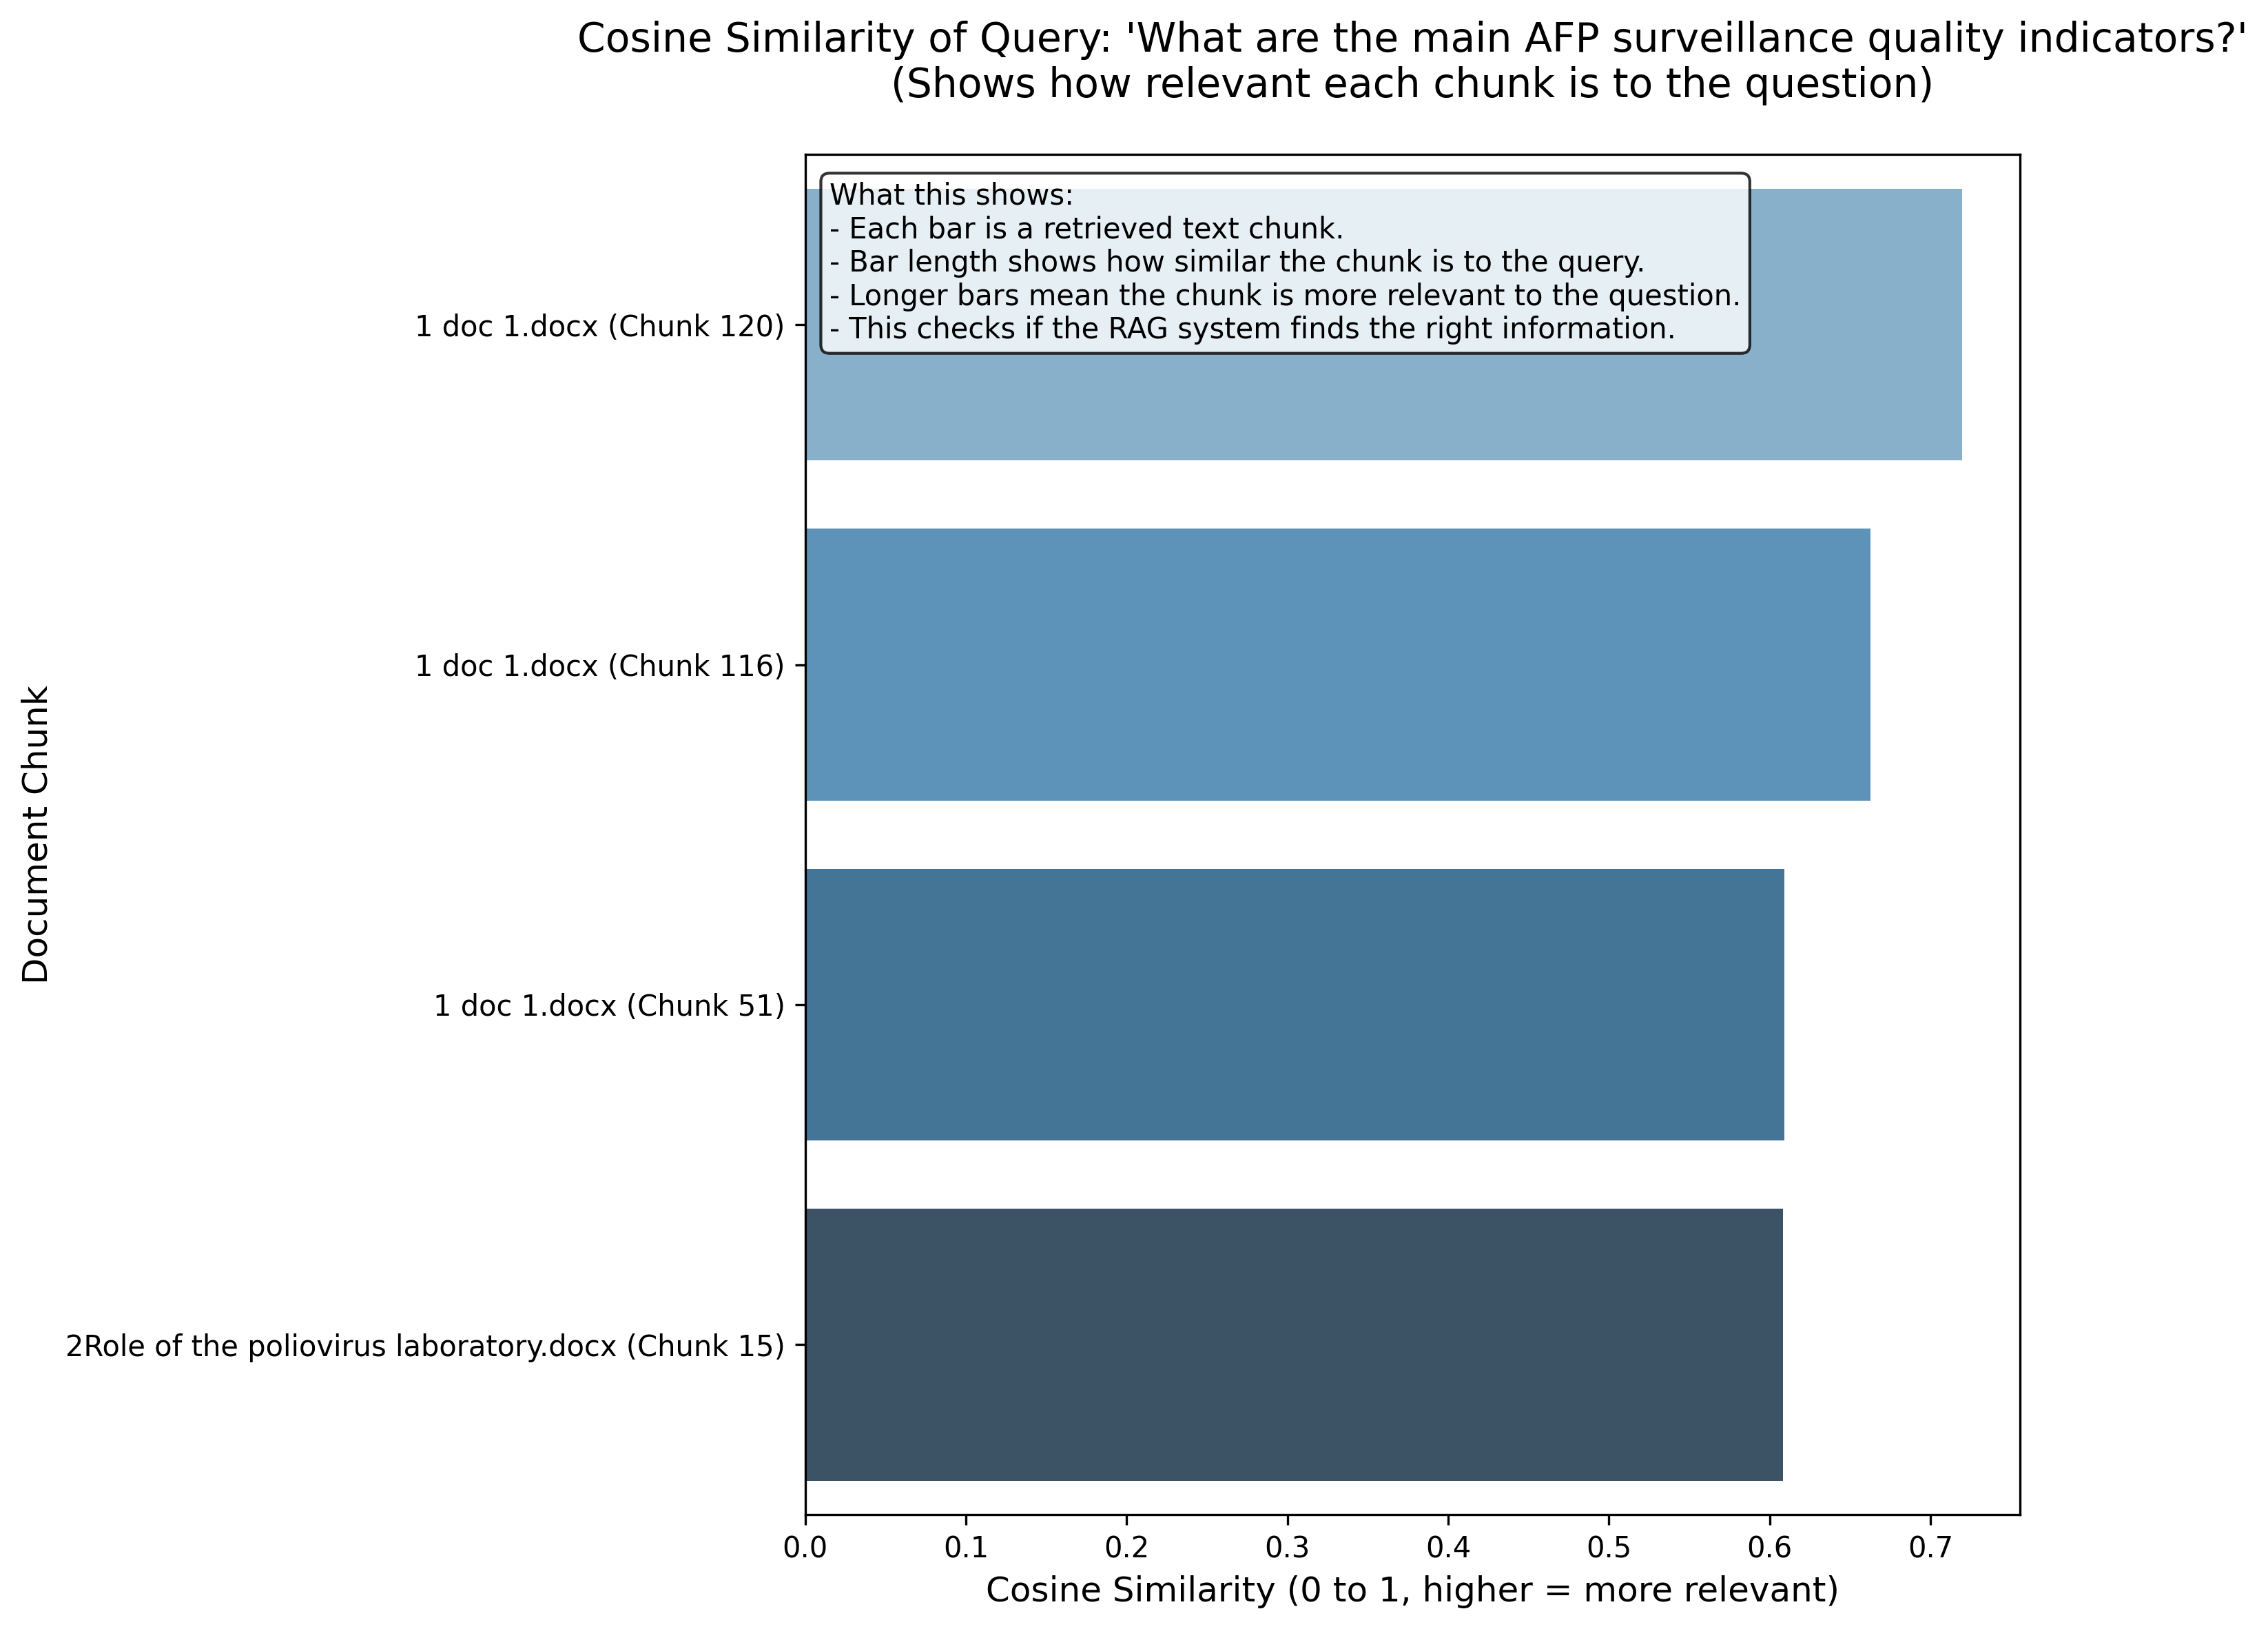 Cosine Similarity of Query: 'What are the main AFP surveillance quality indicators?'
(Shows how relevant each chunk is to the question)
What this shows:
- Each bar is a retrieved text chunk.
- Bar length shows how similar the chunk is to the query.
- Longer bars mean the chunk is more relevant to the question.
- This checks if the RAG system finds the right information.
Document Chunk
1 doc 1.docx (Chunk 120)
1 doc 1.docx (Chunk 116)
1 doc 1.docx (Chunk 51)
2Role of the poliovirus laboratory.docx (Chunk 15)
0.0 0.1 0.2 0.3 0.4 0.5 0.6 0.7
Cosine Similarity (0 to 1, higher = more relevant)